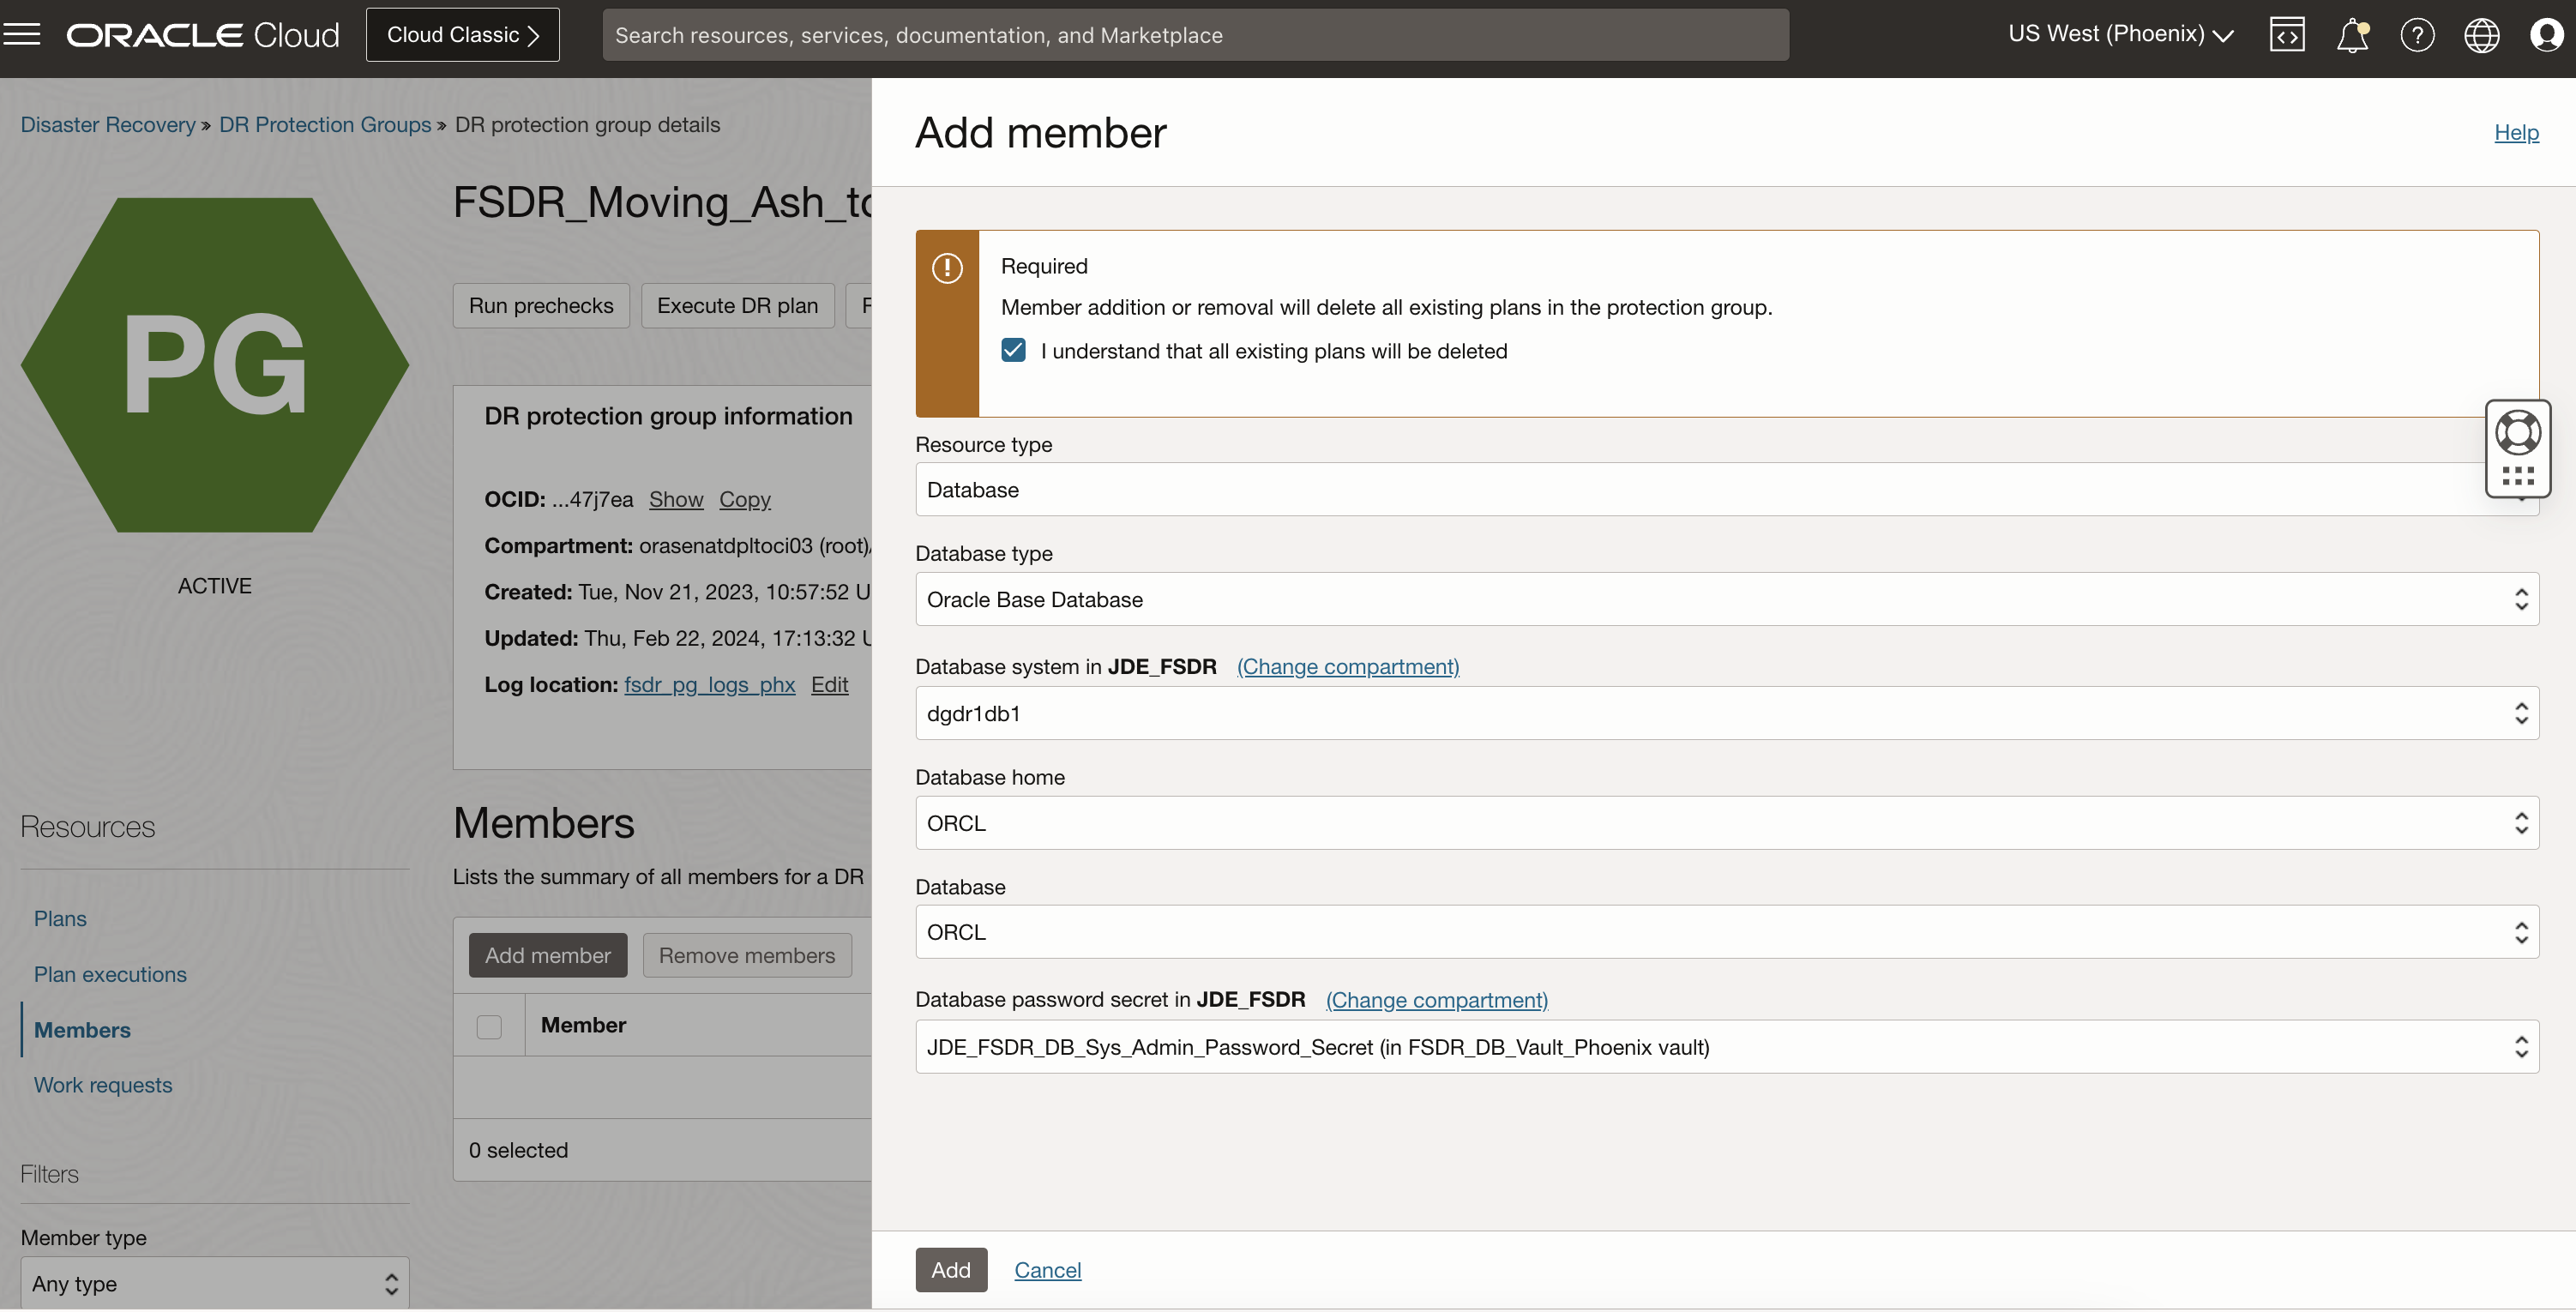 ORACLE Cloud
Cloud Classic
Search resources, services, documentation, and Marketplace
US West (Phoenix)
Disaster Recovery » DR Protection Groups » DR protection group details
PG
ACTIVE
FSDR_Moving_Ash_to
Run prechecks
Execute DR plan
DR protection group information
OCID: ...47j7ea Show Copy
Compartment: orasenatdpltoci03 (root)/
Created: Tue, Nov 21, 2023, 10:57:52 U
Updated: Thu, Feb 22, 2024, 17:13:32 U
Log location: fsdr_pg_logs_phx Edit
Resources
Plans
Plan executions
Members
Work requests
Filters
Member type
Any type
Members
Lists the summary of all members for a DR
Add member
Remove members
Member
0 selected
Add member
Help
Required
Member addition or removal will delete all existing plans in the protection group.
I understand that all existing plans will be deleted
Resource type
Database
Database type
Oracle Base Database
Database system in JDE_FSDR (Change compartment)
dgdr1db1
Database home
ORCL
Database
ORCL
Database password secret in JDE_FSDR (Change compartment)
JDE_FSDR_DB_Sys_Admin_Password_Secret (in FSDR_DB_Vault_Phoenix vault)
Add
Cancel